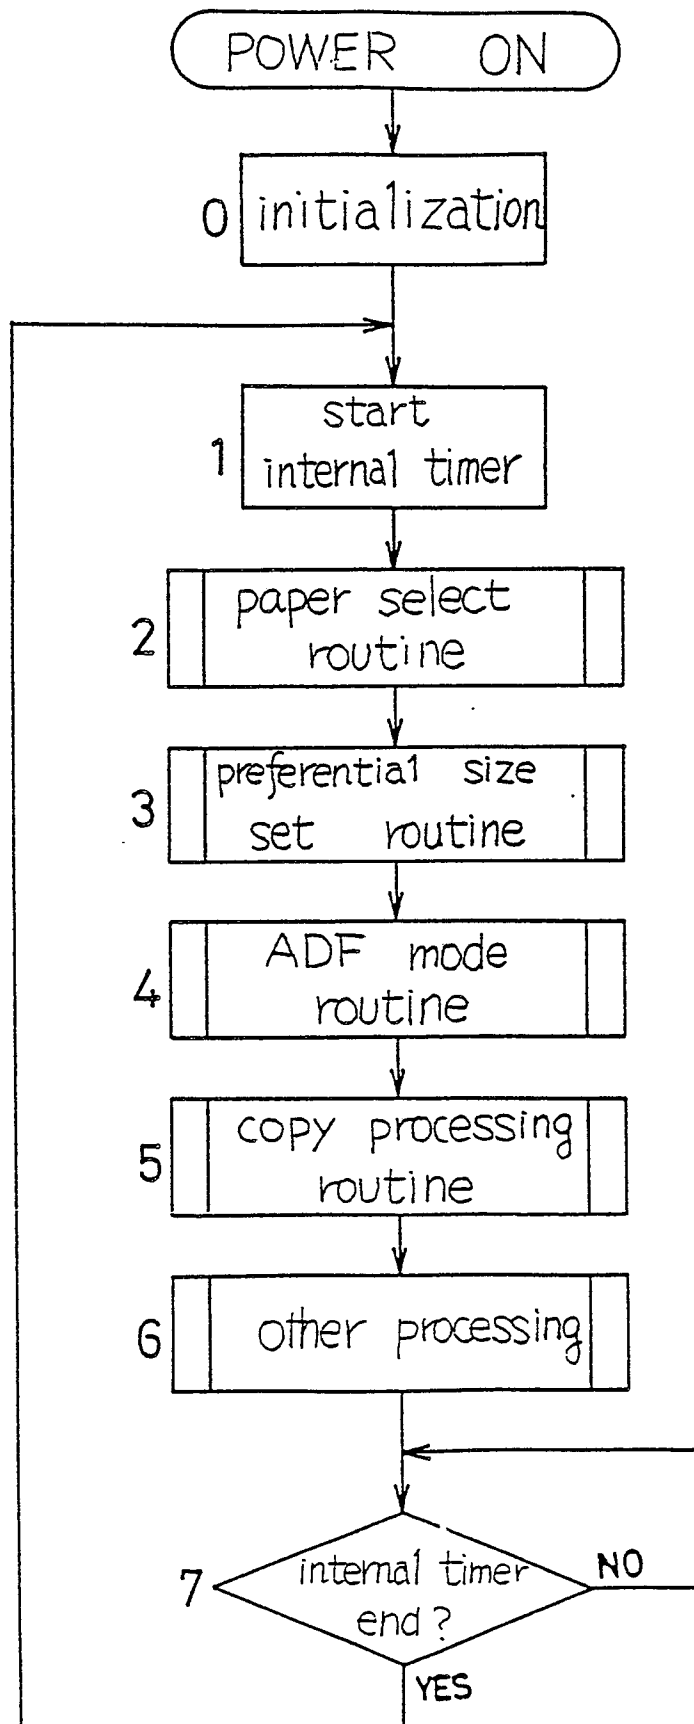 POWER ON
0
initialization
1
start
internal timer
2
paper select
routine
3
preferential size
set routine
4
ADF mode
routine
5
copy processing
routine
6
other processing
7
internal timer
end?
NO
YES